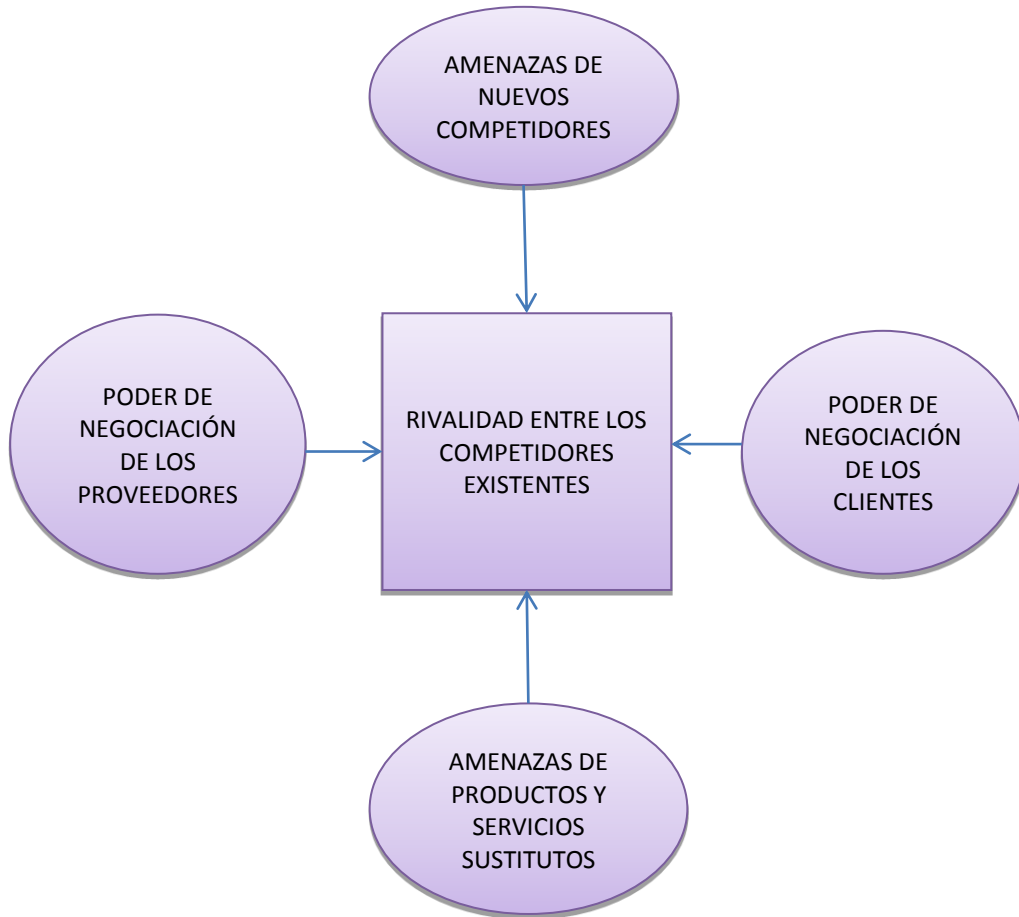 AMENAZAS DE
NUEVOS
COMPETIDORES
PODER DE
NEGOCIACIÓN
DE LOS
PROVEEDORES
RIVALIDAD ENTRE LOS
COMPETIDORES
EXISTENTES
PODER DE
NEGOCIACIÓN
DE LOS
CLIENTES
AMENAZAS DE
PRODUCTOS Y
SERVICIOS
SUSTITUTOS